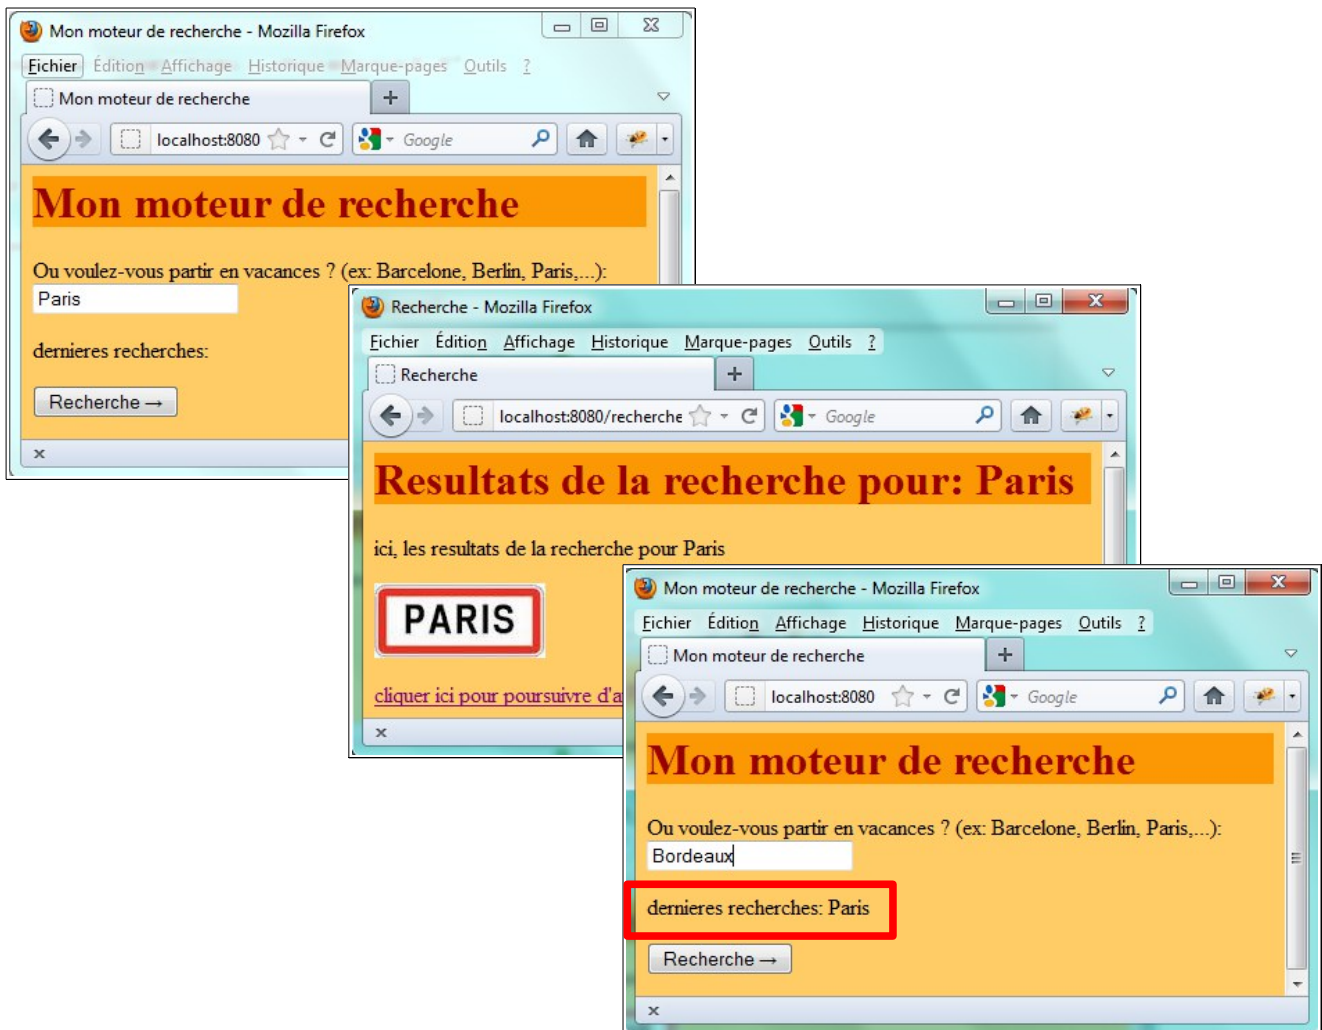 Mon moteur de recherche - Mozilla Firefox
Fichier Édition Affichage Historique Marque-pages Outils ?
Mon moteur de recherche
localhost:8080 Google
Mon moteur de recherche
Ou voulez-vous partir en vacances ? (ex: Barcelone, Berlin, Paris,...):
Paris
dernieres recherches:
Recherche →
x
Recherche - Mozilla Firefox
Fichier Édition Affichage Historique Marque-pages Outils ?
Recherche
localhost:8080/recherche Google
Resultats de la recherche pour: Paris
ici, les resultats de la recherche pour Paris
PARIS
cliquer ici pour poursuivre
x
Mon moteur de recherche - Mozilla Firefox
Fichier Édition Affichage Historique Marque-pages Outils ?
Mon moteur de recherche
localhost:8080 Google
Mon moteur de recherche
Ou voulez-vous partir en vacances ? (ex: Barcelone, Berlin, Paris,...):
Bordeaux
dernieres recherches: Paris
Recherche →
x